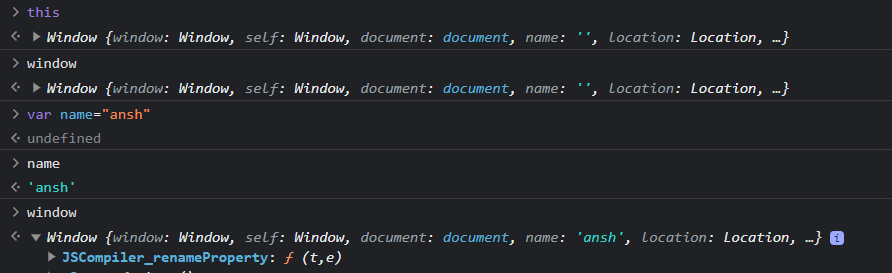 > this
<· ▶ Window {window: Window, self: Window, document: document, name: '', location: Location, …}
> window
<· ▶ Window {window: Window, self: Window, document: document, name: '', location: Location, …}
> var name="ansh"
<· undefined
> name
<· 'ansh'
> window
<· ▼ Window {window: Window, self: Window, document: document, name: 'ansh', location: Location, …} i
▶ JSCompiler_renameProperty: ƒ (t,e)